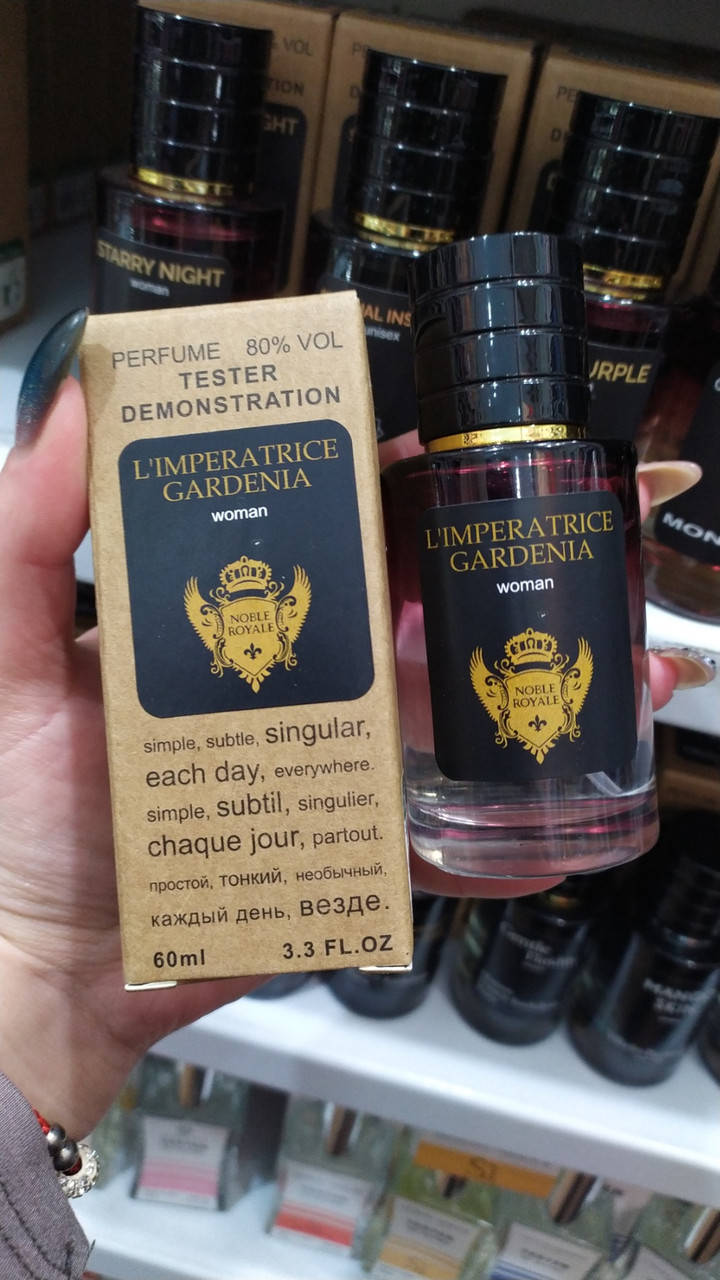 STARRY NIGHT
woman
PERFUME 80% VOL
TESTER
DEMONSTRATION
L'IMPERATRICE
GARDENIA
woman
NOBLE
ROYALE
simple, subtle, singular,
each day, everywhere.
simple, subtil, singulier,
chaque jour, partout.
простой, тонкий, необычный,
каждый день, везде.
60ml 3.3 FL.OZ
L'IMPERATRICE
GARDENIA
woman
NOBLE
ROYALE